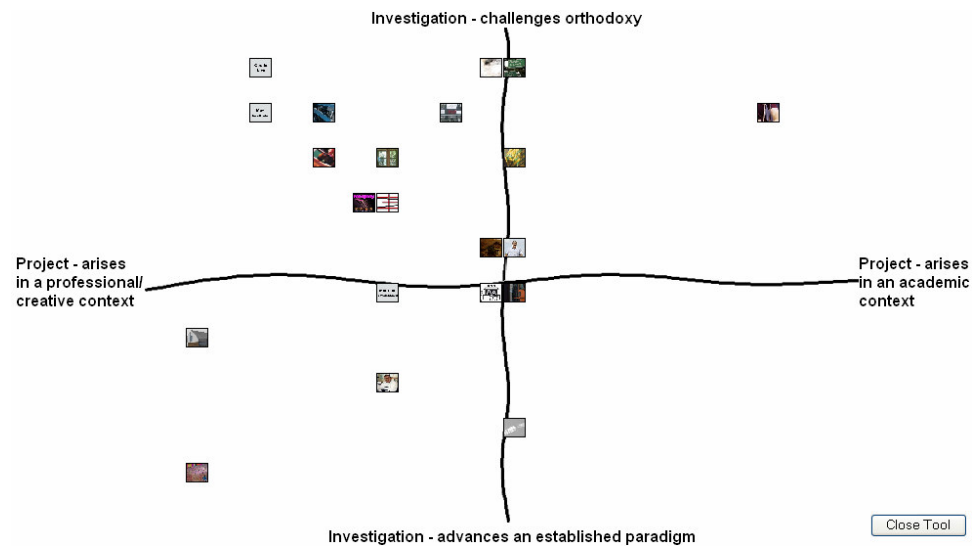 Investigation - challenges orthodoxy
Project - arises
in a professional/
creative context
Project - arises
in an academic
context
Investigation - advances an established paradigm
Close Tool